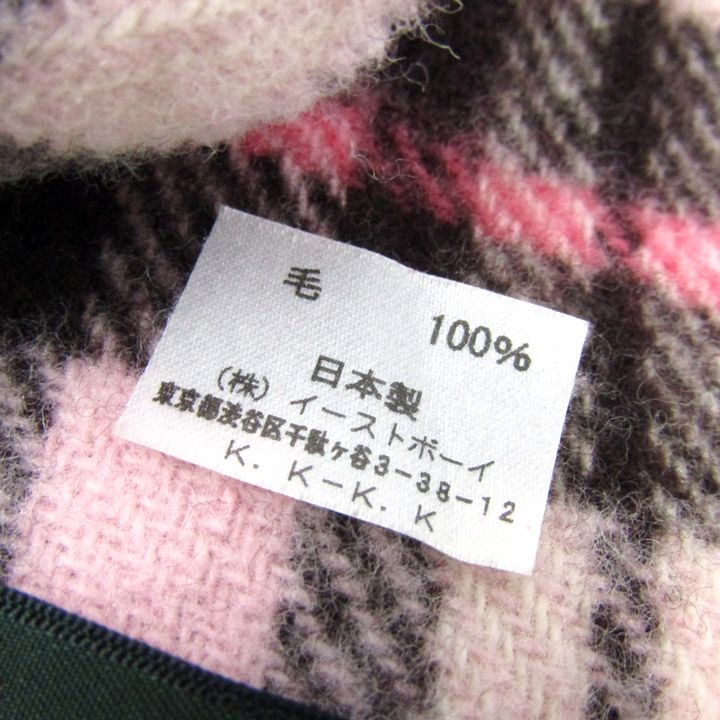 毛 100%
日本製
(株) イーストボーイ
東京都渋谷区千駄ヶ谷3-38-12
K. K-K. K